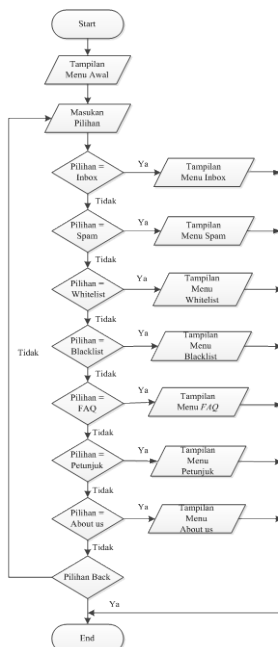 Start
Tampilan
Menu Awal
Masukan
Pilihan
Pilihan =
Inbox
Ya
Tampilan
Menu Inbox
Tidak
Pilihan =
Spam
Ya
Tampilan
Menu Spam
Tidak
Pilihan =
Whitelist
Ya
Tampilan
Menu
Whitelist
Tidak
Tidak
Pilihan =
Blacklist
Ya
Tampilan
Menu
Blacklist
Tidak
Pilihan =
FAQ
Ya
Tampilan
Menu FAQ
Tidak
Pilihan =
Petunjuk
Ya
Tampilan
Menu
Petunjuk
Tidak
Pilihan =
About us
Ya
Tampilan
Menu
About us
Tidak
Pilihan Back
Ya
End